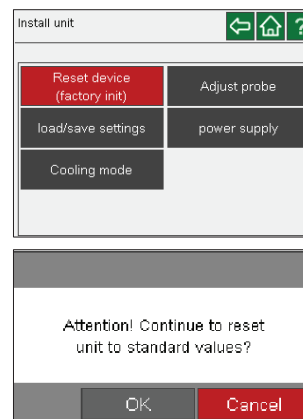 Install unit
?
Reset device
(factory init)
Adjust probe
load/save settings
power supply
Cooling mode
Attention! Continue to reset
unit to standard values?
OK
Cancel